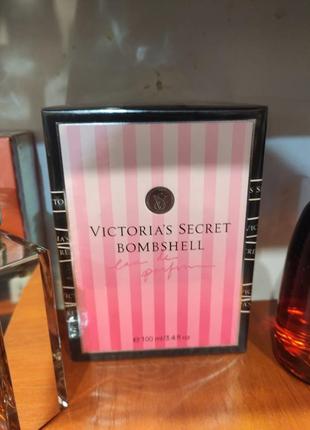 VICTORIA'S SECRET
BOMBSHELL
eau de
parfum
e 100 ml/3.4 fl oz